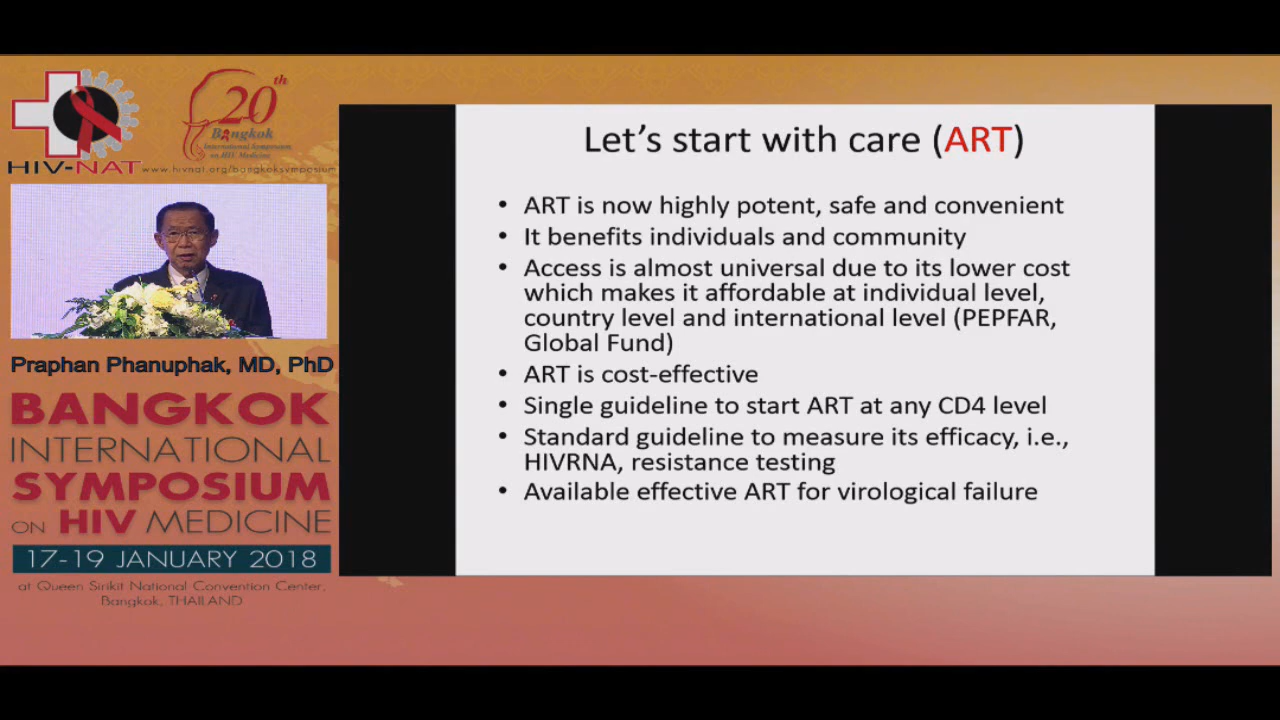 HIV-NAT
20th
Bangkok
International Symposium
on HIV Medicine
www.hivnat.org/bangkoksymposium
Praphan Phanuphak, MD, PhD
BANGKOK
INTERNATIONAL
SYMPOSIUM
ON HIV MEDICINE
17-19 JANUARY 2018
at Queen Sirikit National Convention Center,
Bangkok, THAILAND
Let's start with care (ART)
• ART is now highly potent, safe and convenient
• It benefits individuals and community
• Access is almost universal due to its lower cost
which makes it affordable at individual level,
country level and international level (PEPFAR,
Global Fund)
• ART is cost-effective
• Single guideline to start ART at any CD4 level
• Standard guideline to measure its efficacy, i.e.,
HIVRNA, resistance testing
• Available effective ART for virological failure